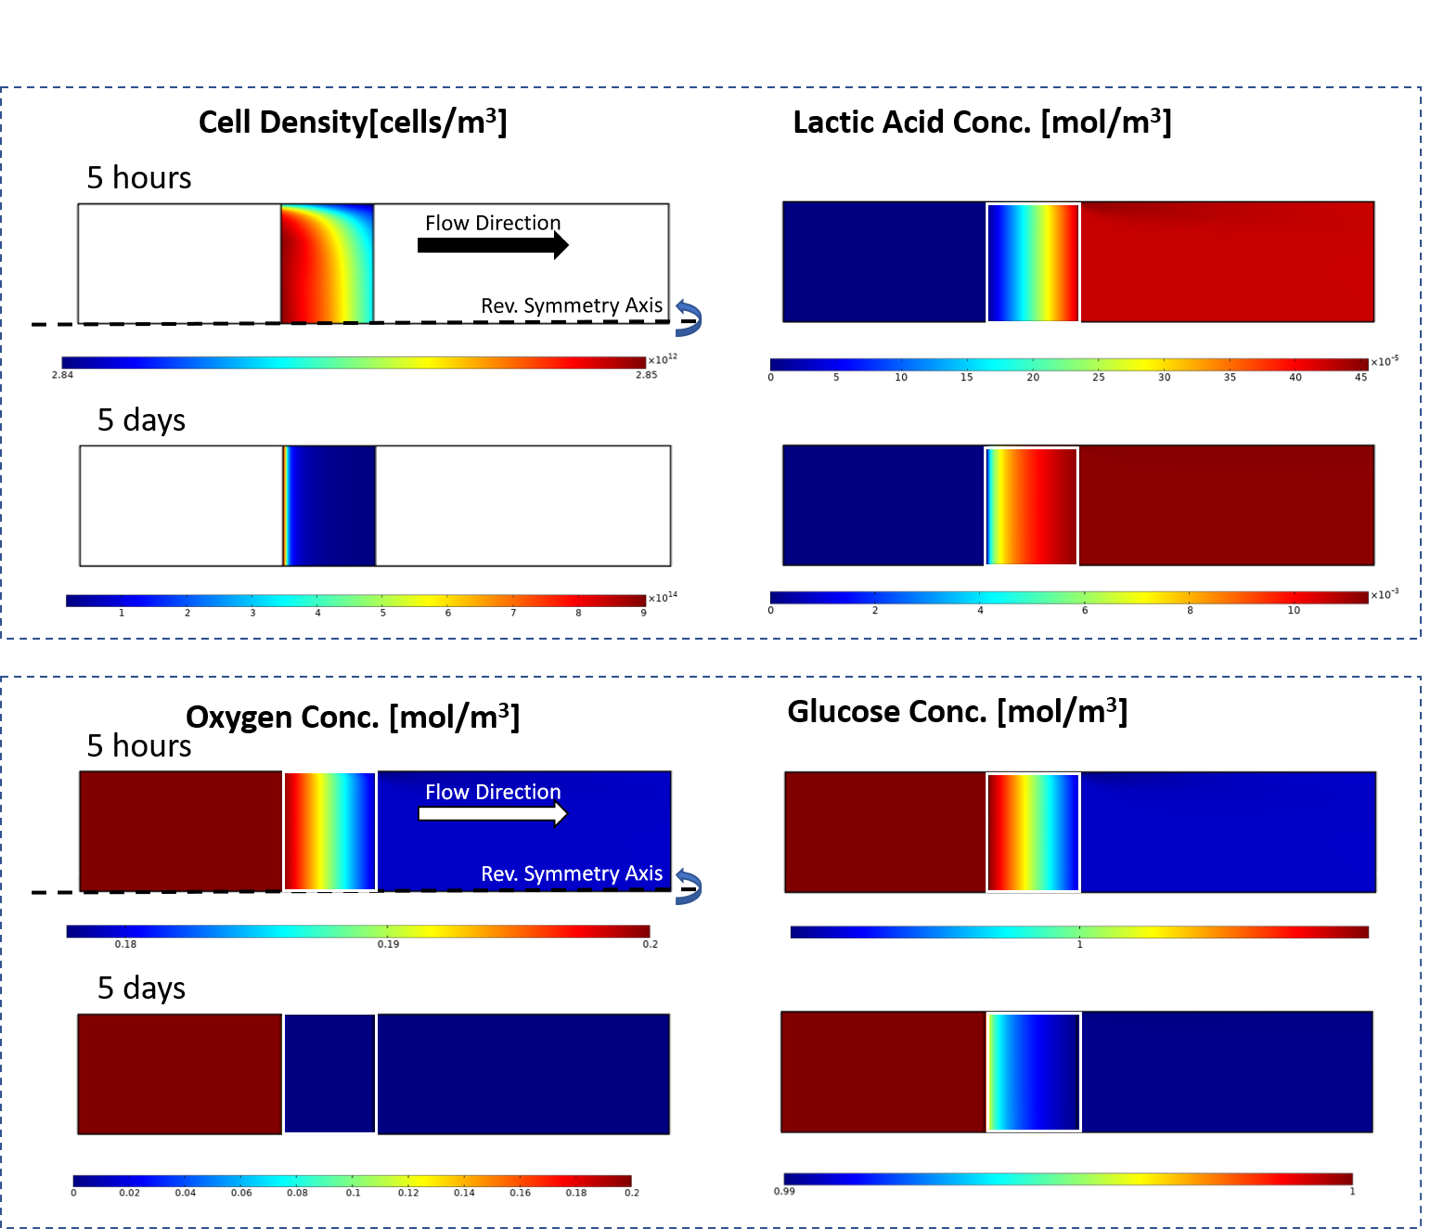 Cell Density[cells/m³]
Lactic Acid Conc. [mol/m³]
5 hours
Flow Direction
Rev. Symmetry Axis
×10¹²
2.84 2.85
×10⁻⁵
0 5 10 15 20 25 30 35 40 45
5 days
×10¹⁴
1 2 3 4 5 6 7 8 9
×10⁻³
0 2 4 6 8 10
Oxygen Conc. [mol/m³]
Glucose Conc. [mol/m³]
5 hours
Flow Direction
Rev. Symmetry Axis
0.18 0.19 0.2
1
5 days
0 0.02 0.04 0.06 0.08 0.1 0.12 0.14 0.16 0.18 0.2
0.99 1